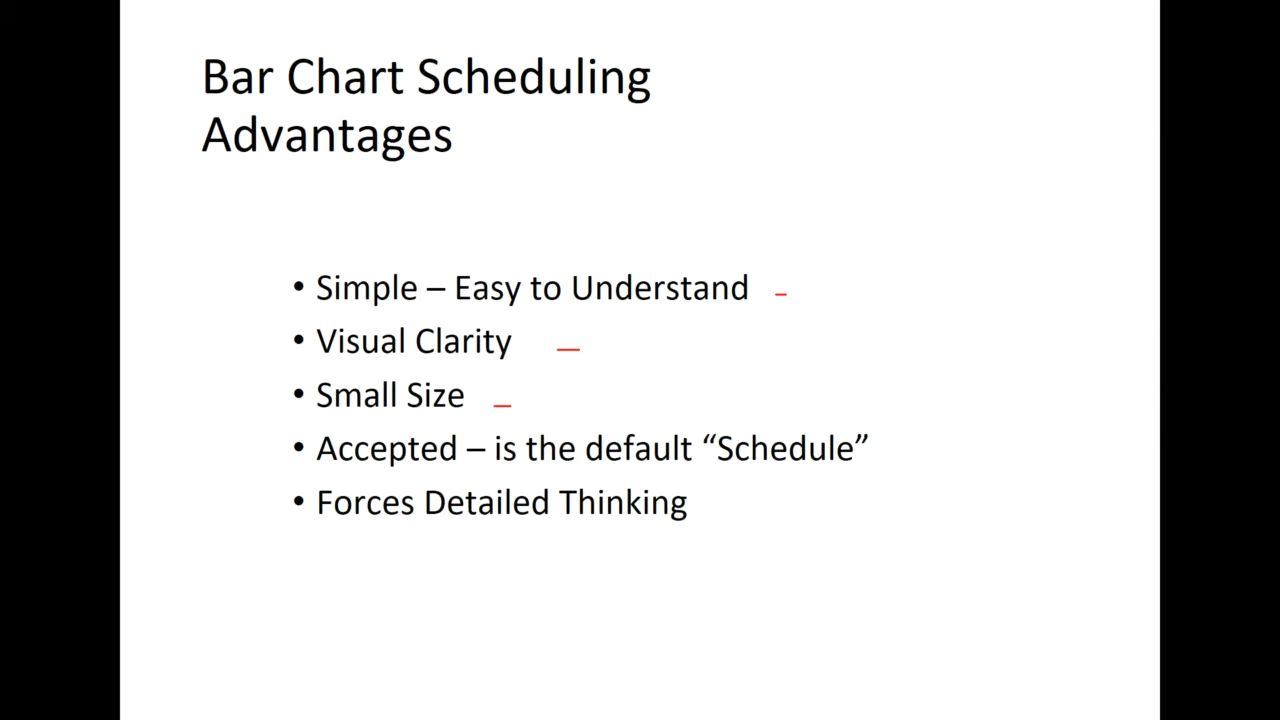 Bar Chart Scheduling
Advantages
• Simple – Easy to Understand
• Visual Clarity
• Small Size
• Accepted – is the default “Schedule”
• Forces Detailed Thinking